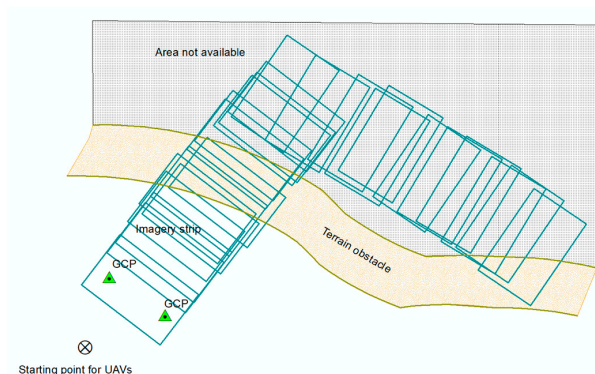 Area not available
Imagery strip
Terrain obstacle
GCP
GCP
Starting point for UAVs